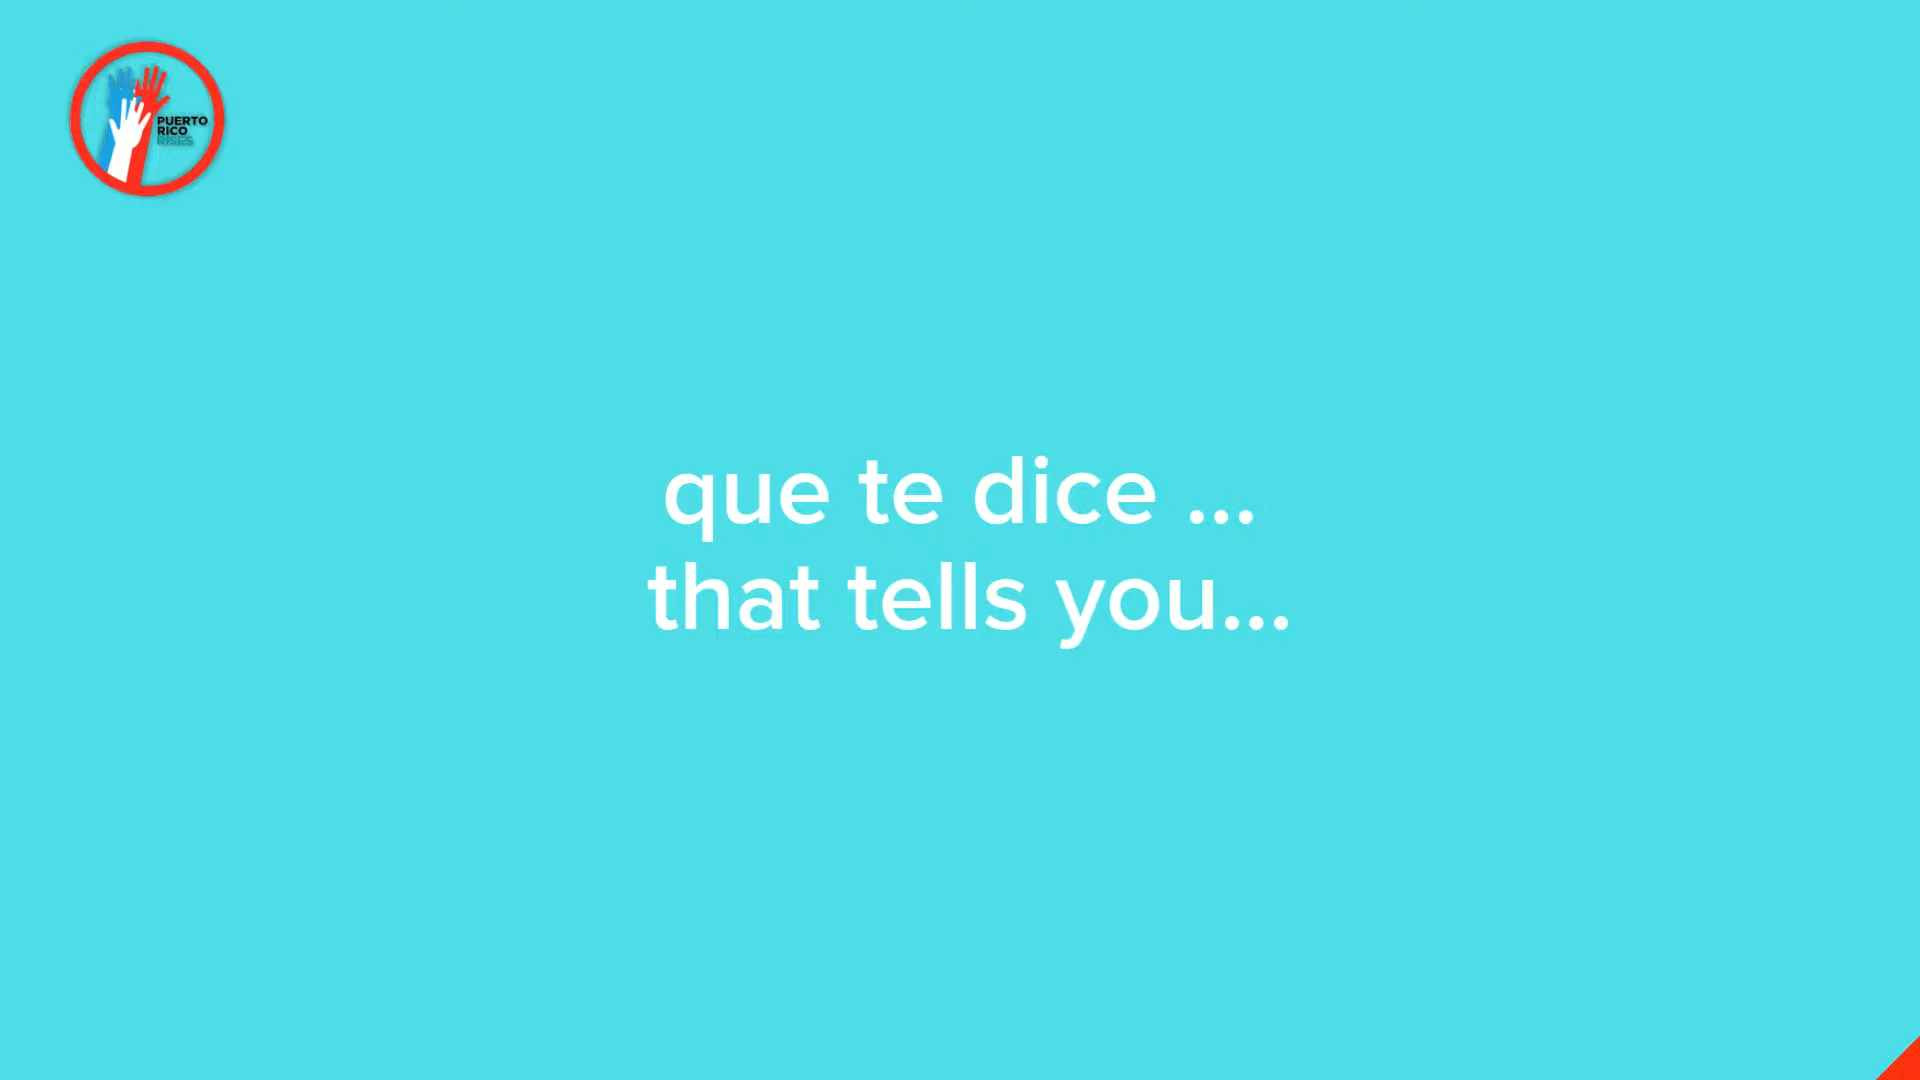 PUERTO
RICO
RISES
que te dice ...
that tells you...